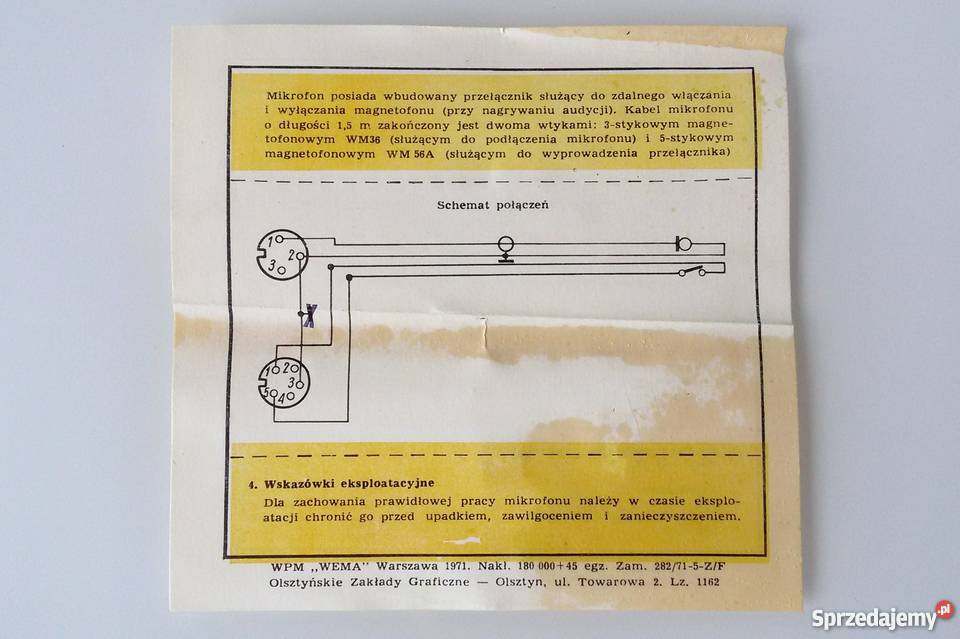 Mikrofon posiada wbudowany przełącznik służący do zdalnego włączania
i wyłączania magnetofonu (przy nagrywaniu audycji). Kabel mikrofonu
o długości 1,5 m zakończony jest dwoma wtykami: 3-stykowym magne-
tofonowym WM36 (służącym do podłączenia mikrofonu) i 5-stykowym
magnetofonowym WM 56A (służącym do wyprowadzenia przełącznika)
Schemat połączeń
1
2
3
X
1 2
3
5 4
4. Wskazówki eksploatacyjne
Dla zachowania prawidłowej pracy mikrofonu należy w czasie eksplo-
atacji chronić go przed upadkiem, zawilgoceniem i zanieczyszczeniem.
WPM „WEMA" Warszawa 1971. Nakł. 180 000+45 egz. Zam. 282/71-5-Z/F
Olsztyńskie Zakłady Graficzne — Olsztyn, ul. Towarowa 2. Lz. 1162
Sprzedajemy.pl